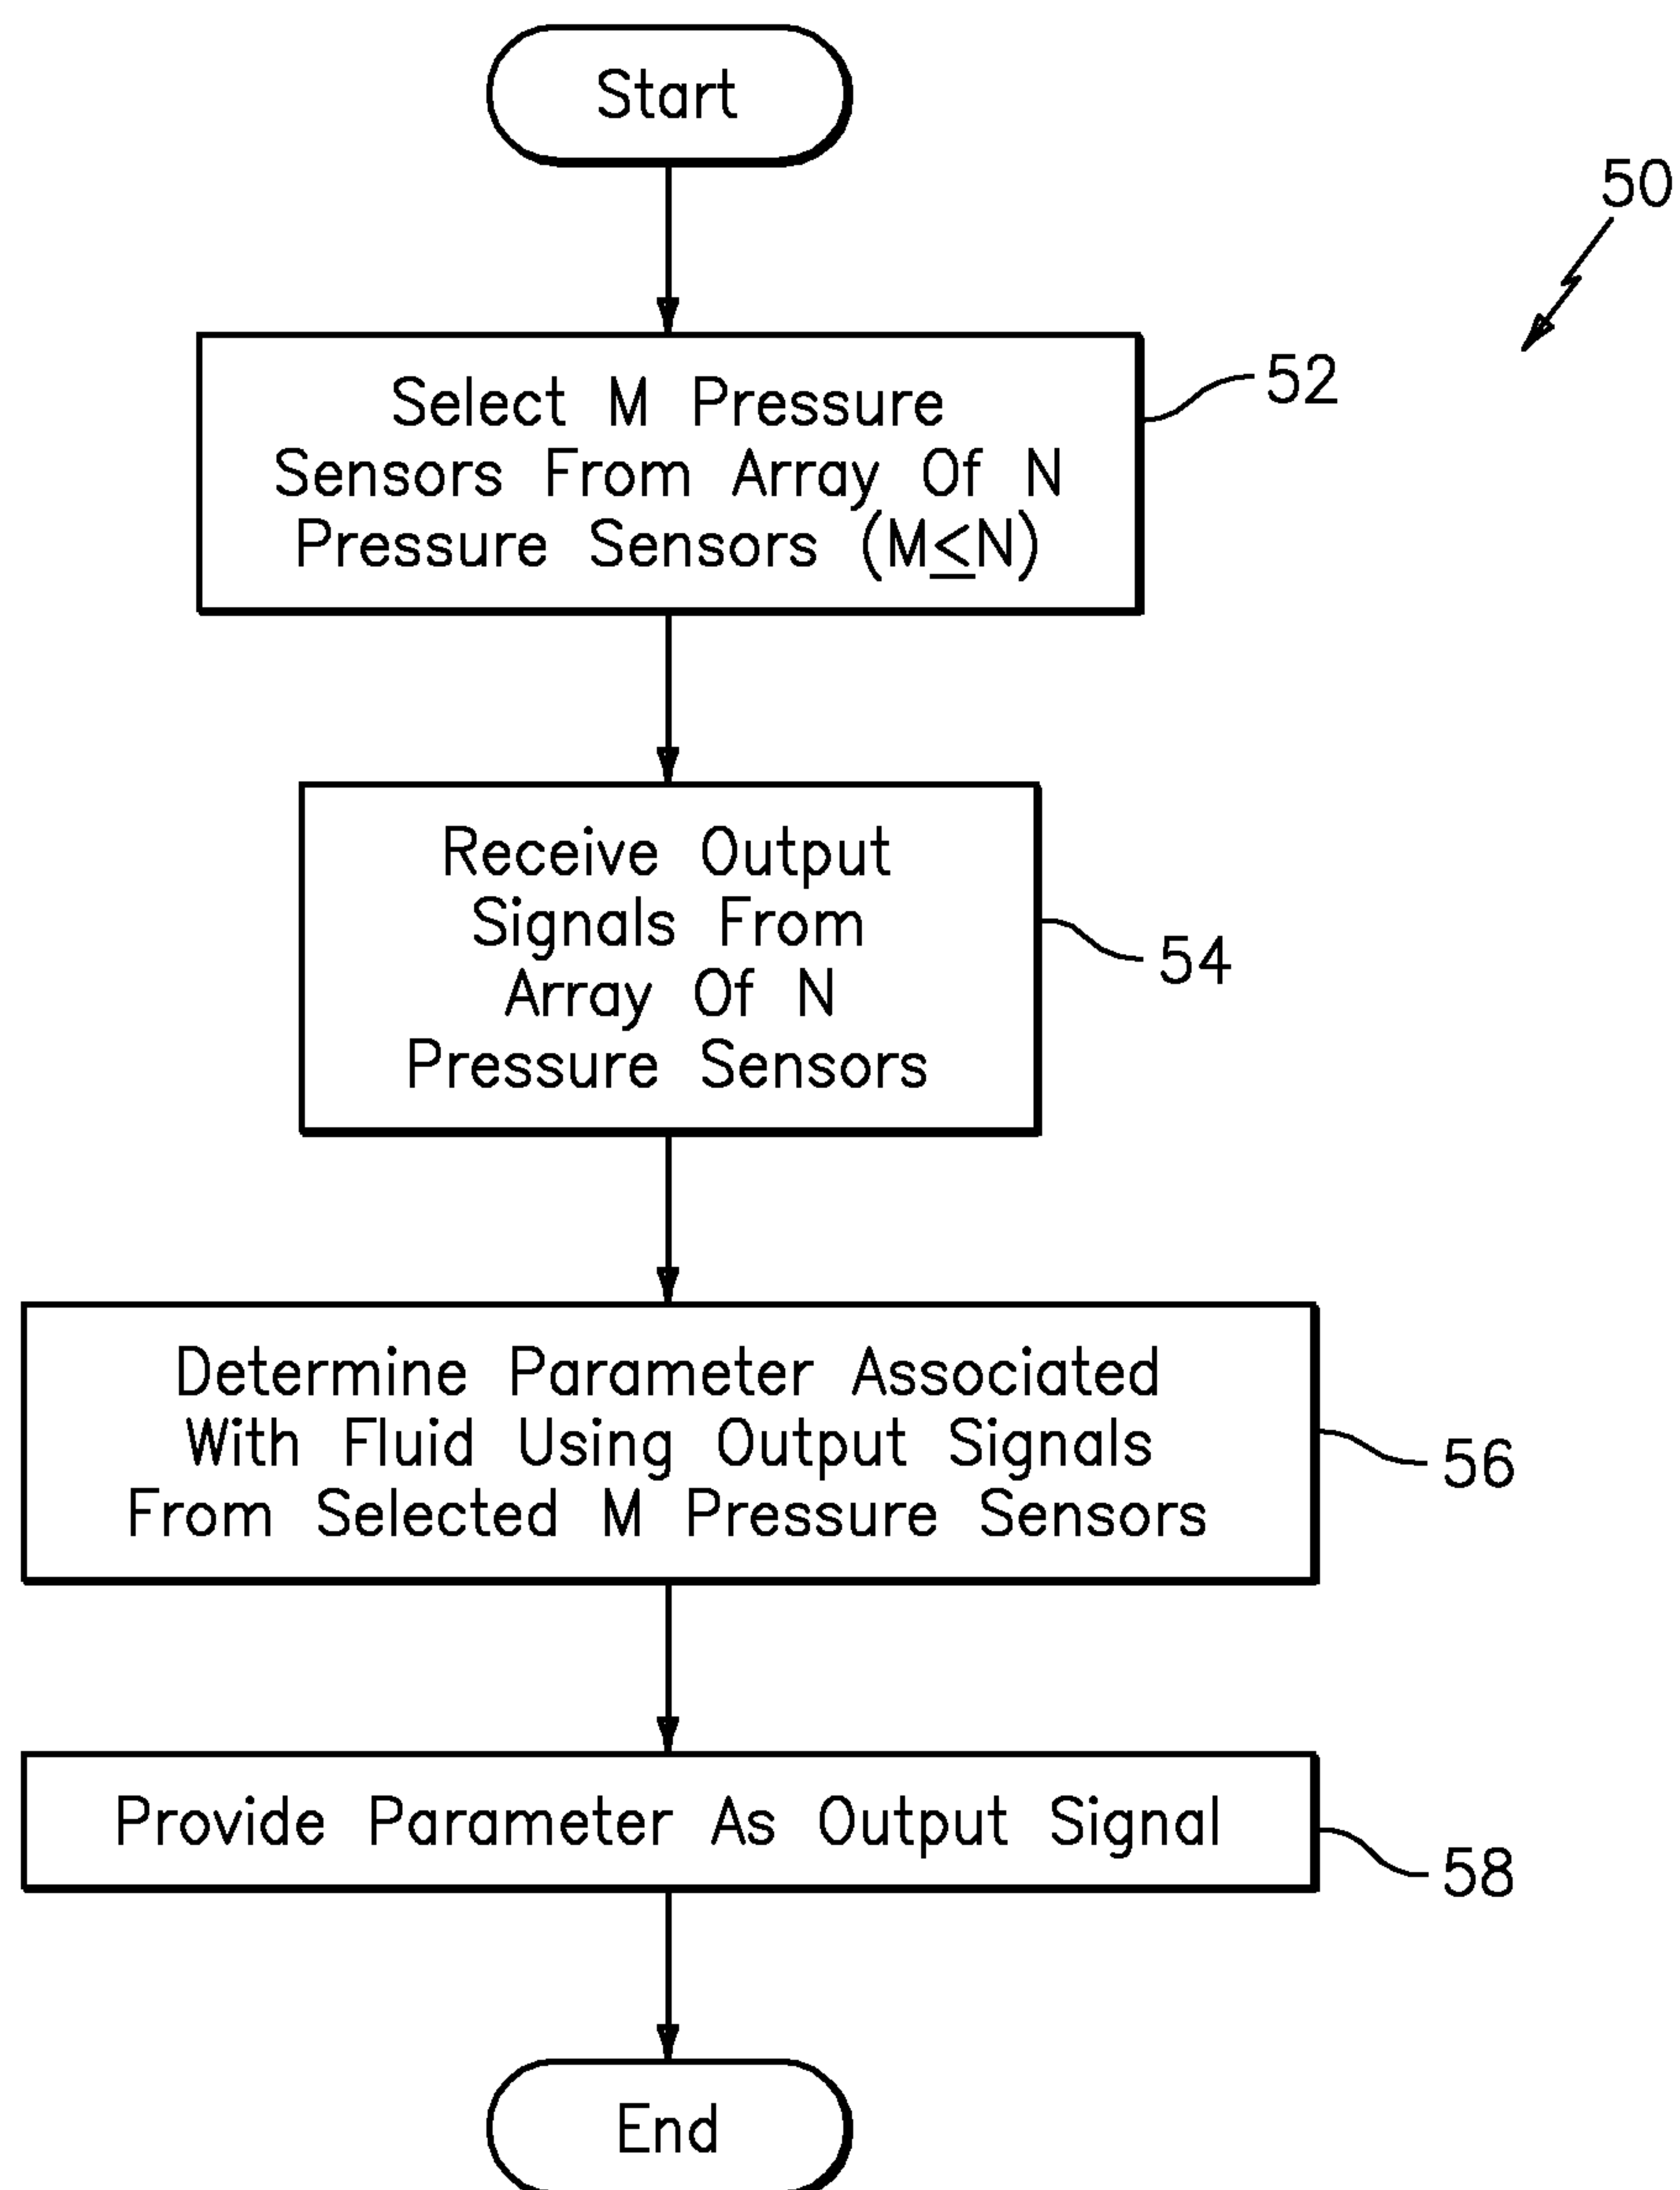 Start
50
Select M Pressure
Sensors From Array Of N
Pressure Sensors (M≤N)
52
Receive Output
Signals From
Array Of N
Pressure Sensors
54
Determine Parameter Associated
With Fluid Using Output Signals
From Selected M Pressure Sensors
56
Provide Parameter As Output Signal
58
End